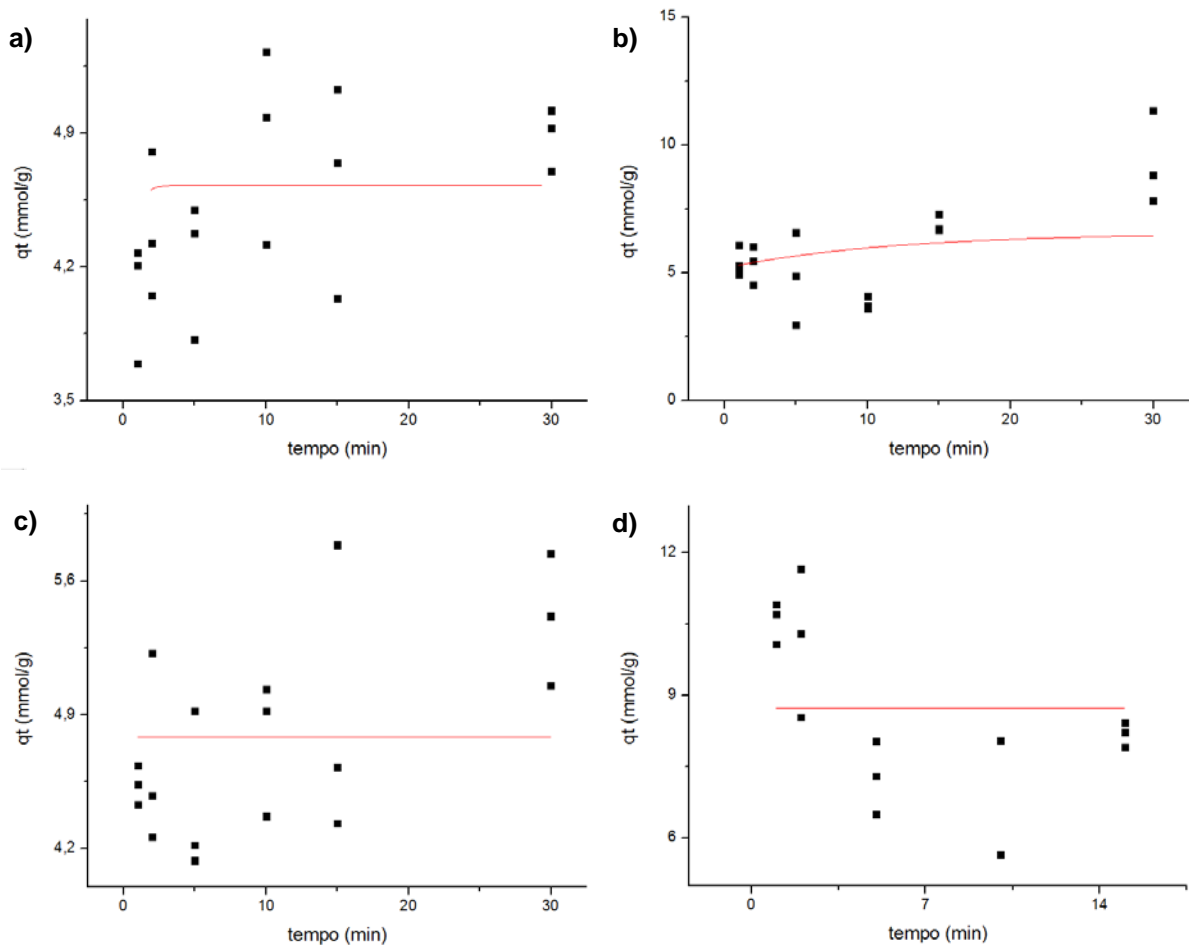 a)
4,9
4,2
3,5
qt (mmol/g)
0 10 20 30
tempo (min)
b)
15
10
5
0
qt (mmol/g)
0 10 20 30
tempo (min)
c)
5,6
4,9
4,2
qt (mmol/g)
0 10 20 30
tempo (min)
d)
12
9
6
qt (mmol/g)
0 7 14
tempo (min)